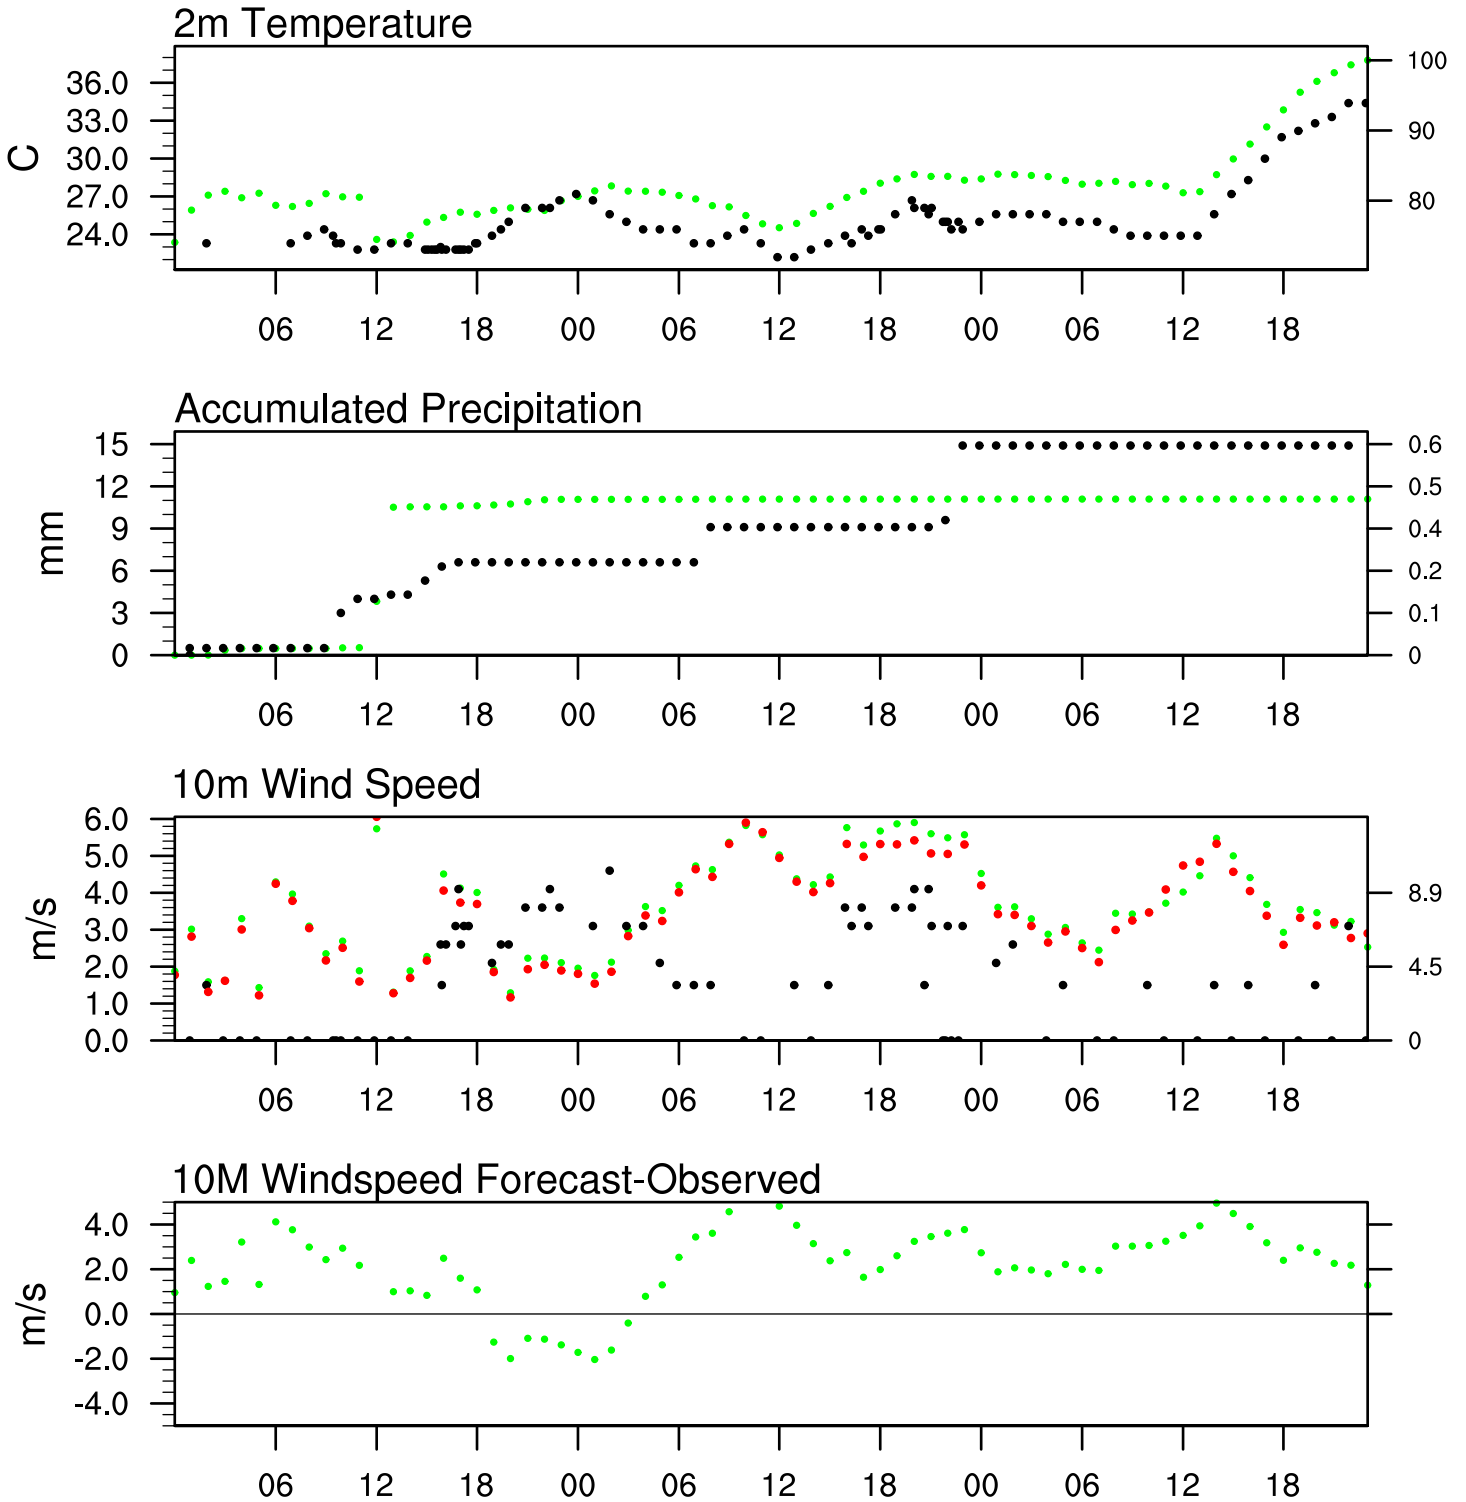 2m Temperature
C
36.0
33.0
30.0
27.0
24.0
100
90
80
06 12 18 00 06 12 18 00 06 12 18
Accumulated Precipitation
mm
15
12
9
6
3
0
0.6
0.5
0.4
0.2
0.1
0
06 12 18 00 06 12 18 00 06 12 18
10m Wind Speed
m/s
6.0
5.0
4.0
3.0
2.0
1.0
0.0
8.9
4.5
0
06 12 18 00 06 12 18 00 06 12 18
10M Windspeed Forecast-Observed
m/s
4.0
2.0
0.0
-2.0
-4.0
06 12 18 00 06 12 18 00 06 12 18